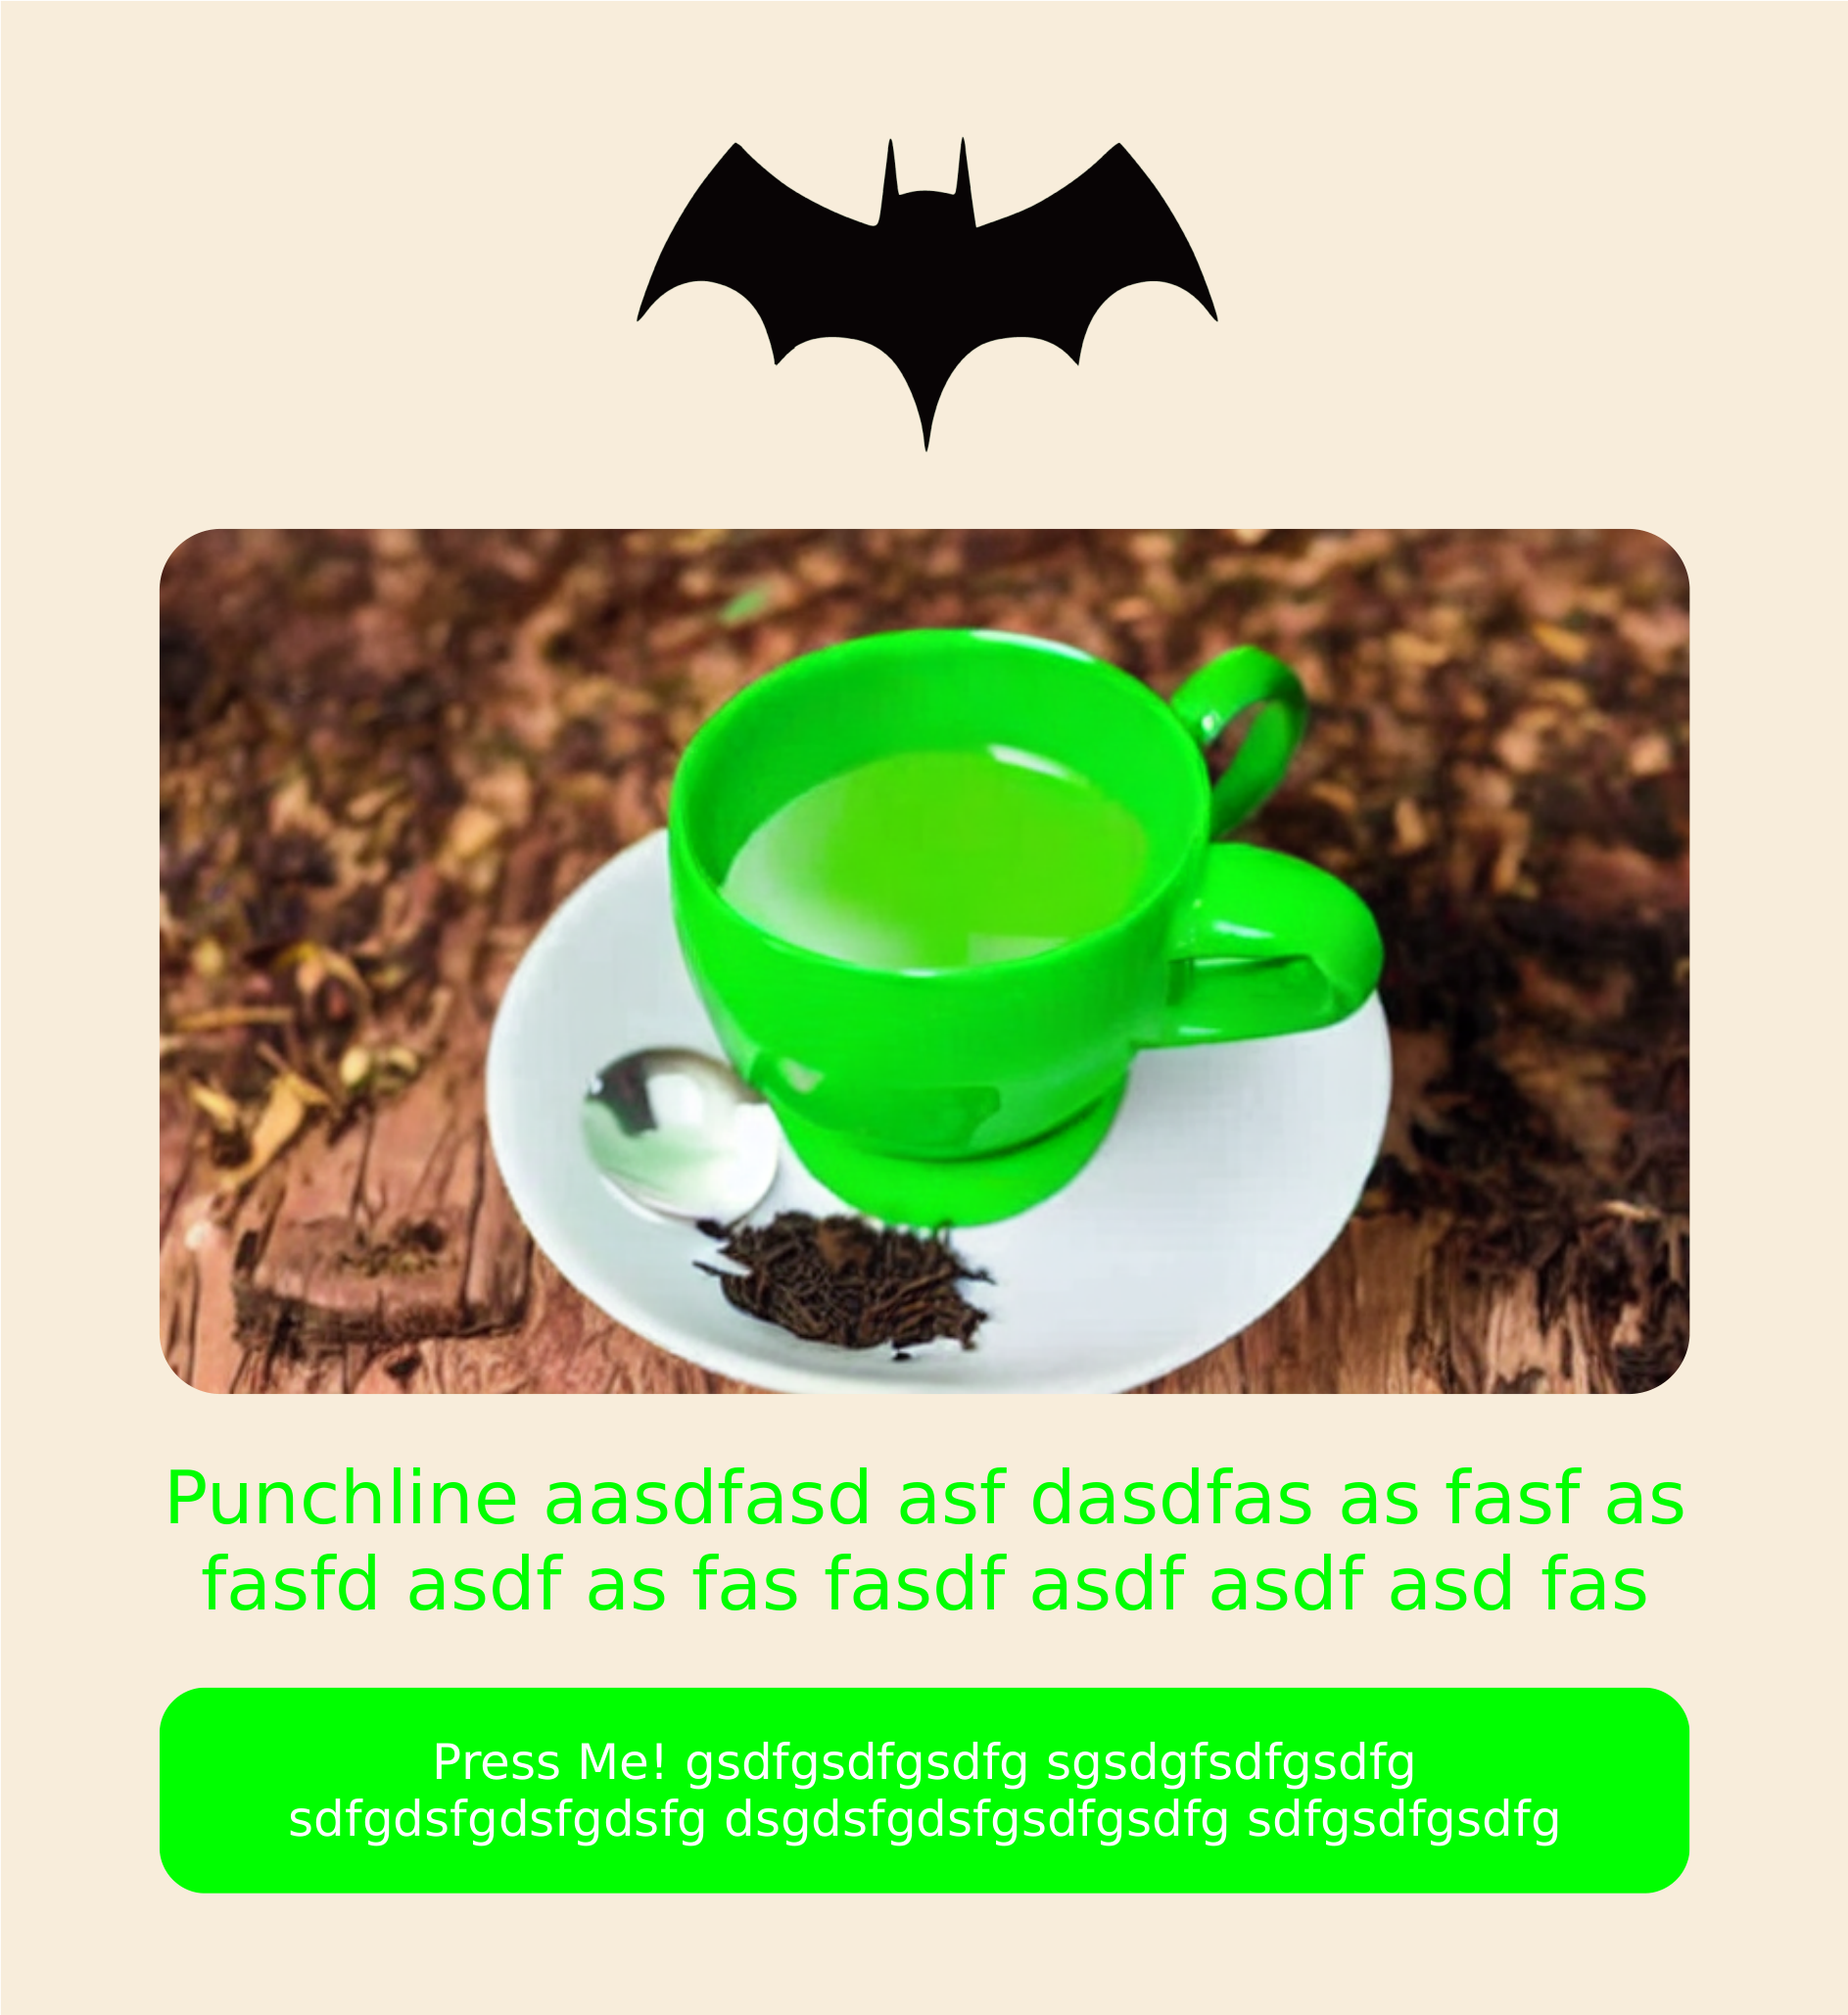 Punchline aasdfasd asf dasdfas as fasf as
fasfd asdf as fas fasdf asdf asdf asd fas
Press Me! gsdfgsdfgsdfg sgsdgfsdfgsdfg
sdfgdsfgdsfgdsfg dsgdsfgdsfgsdfgsdfg sdfgsdfgsdfg